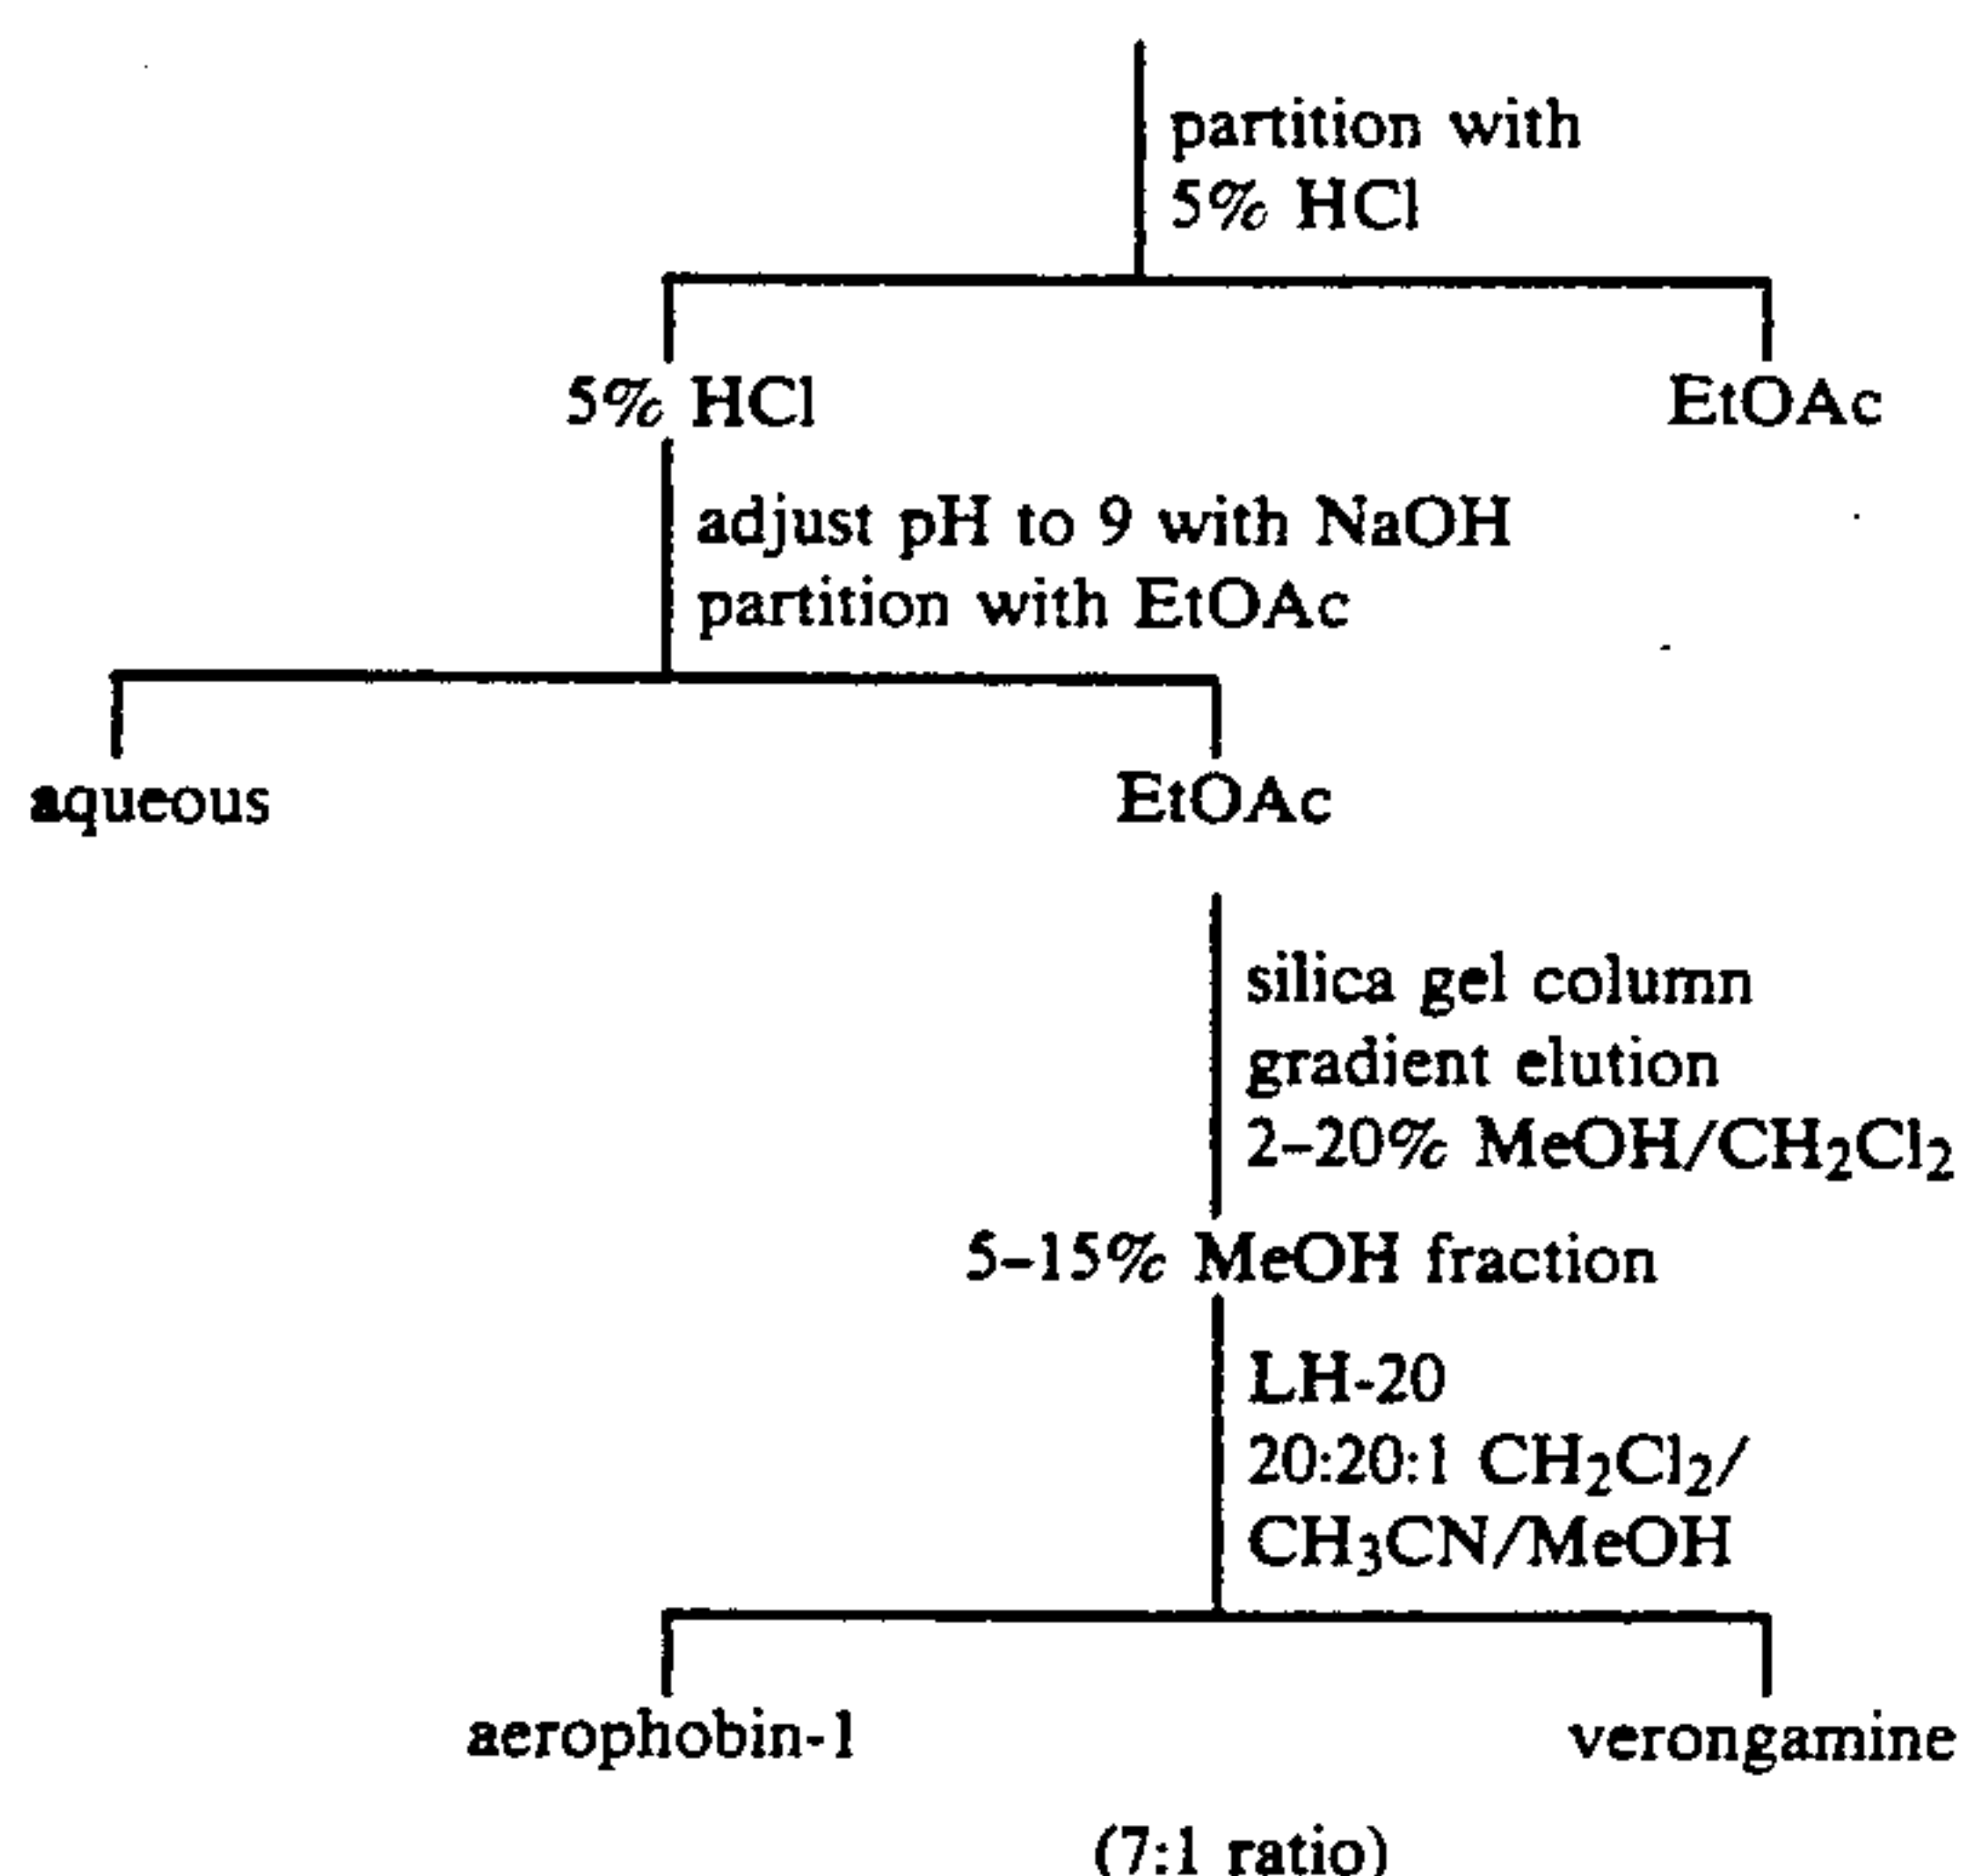 partition with
5% HCl
5% HCl
EtOAc
adjust pH to 9 with NaOH
partition with EtOAc
aqueous
EtOAc
silica gel column
gradient elution
2–20% MeOH/CH₂Cl₂
5–15% MeOH fraction
LH-20
20:20:1 CH₂Cl₂/
CH₃CN/MeOH
aerophobin-1
verongamine
(7:1 ratio)